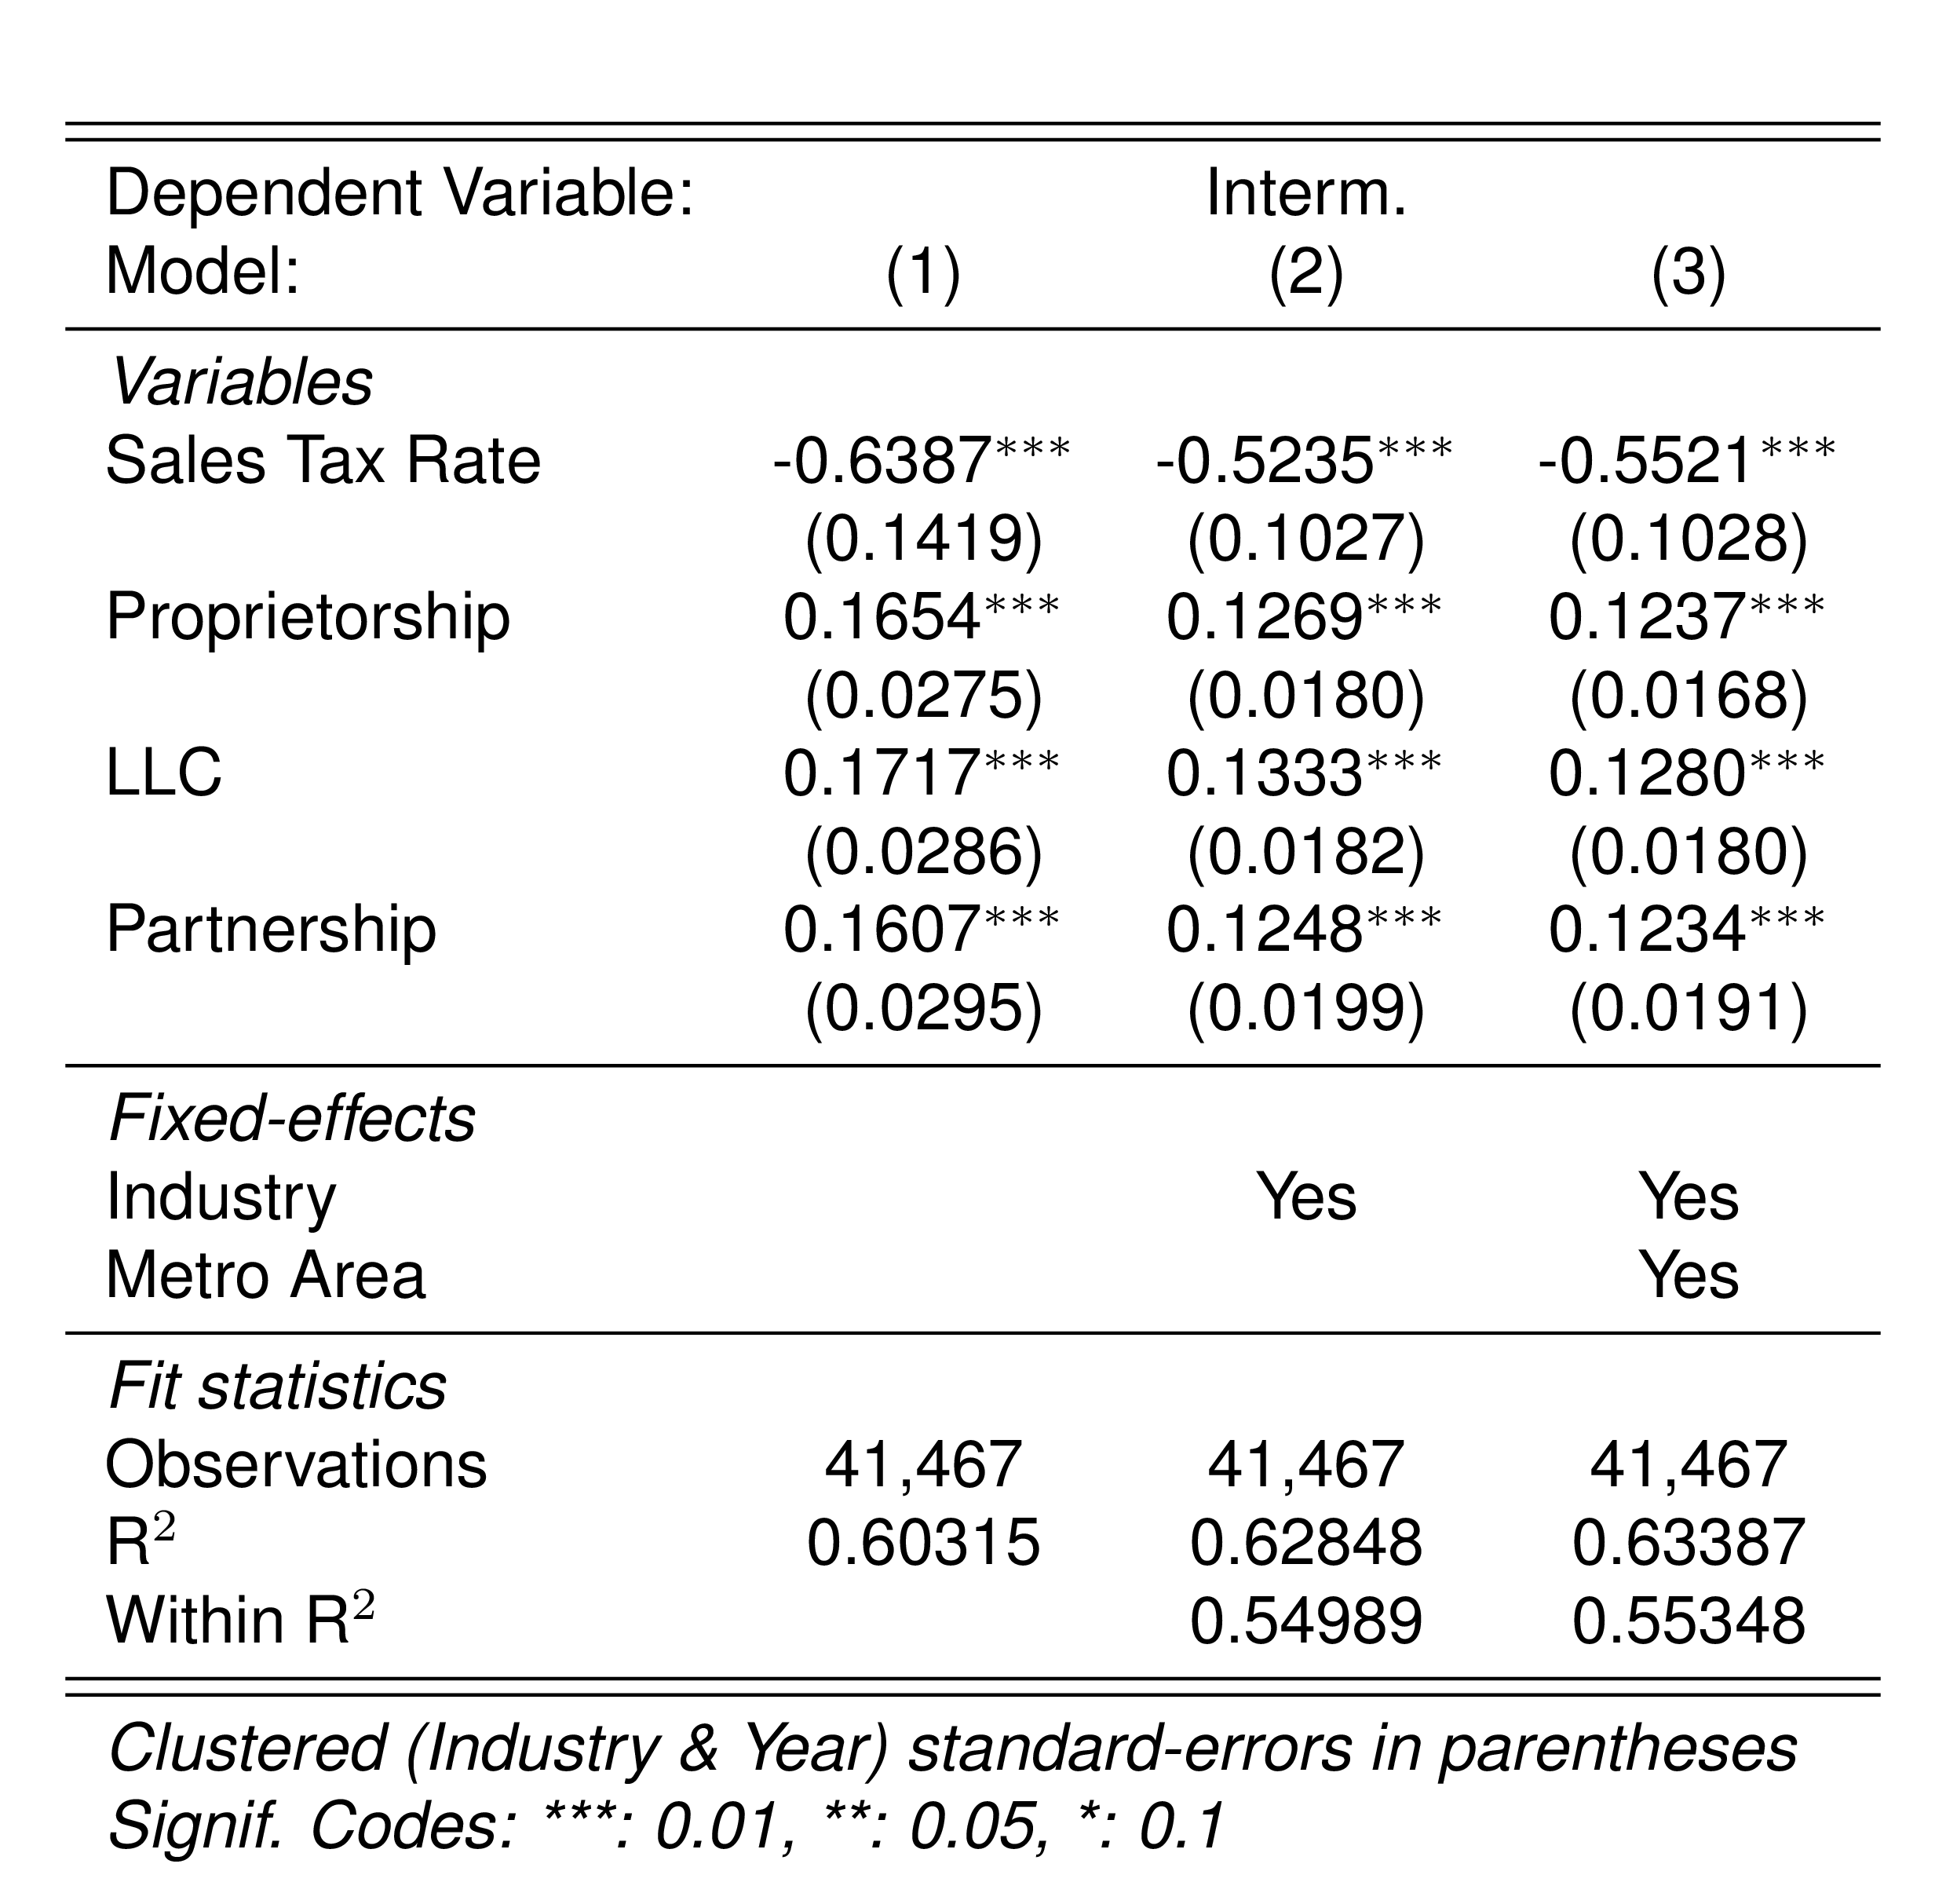 Dependent Variable: Interm.
Model: (1) (2) (3)
Variables
Sales Tax Rate -0.6387*** -0.5235*** -0.5521***
(0.1419) (0.1027) (0.1028)
Proprietorship 0.1654*** 0.1269*** 0.1237***
(0.0275) (0.0180) (0.0168)
LLC 0.1717*** 0.1333*** 0.1280***
(0.0286) (0.0182) (0.0180)
Partnership 0.1607*** 0.1248*** 0.1234***
(0.0295) (0.0199) (0.0191)
Fixed-effects
Industry Yes Yes
Metro Area Yes
Fit statistics
Observations 41,467 41,467 41,467
R² 0.60315 0.62848 0.63387
Within R² 0.54989 0.55348
Clustered (Industry & Year) standard-errors in parentheses
Signif. Codes: ***: 0.01, **: 0.05, *: 0.1